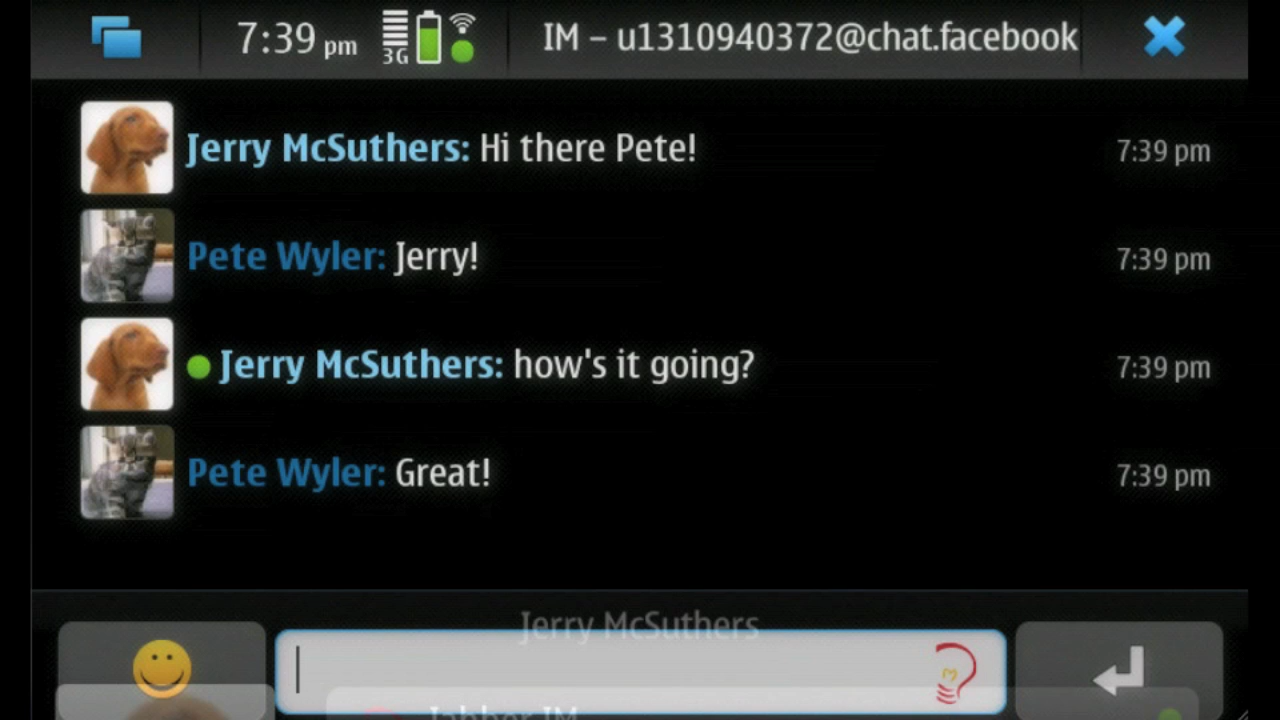 7:39 pm
3G
IM – u1310940372@chat.facebook
Jerry McSuthers: Hi there Pete!
7:39 pm
Pete Wyler: Jerry!
7:39 pm
Jerry McSuthers: how's it going?
7:39 pm
Pete Wyler: Great!
7:39 pm
Jerry McSuthers
Jabber IM